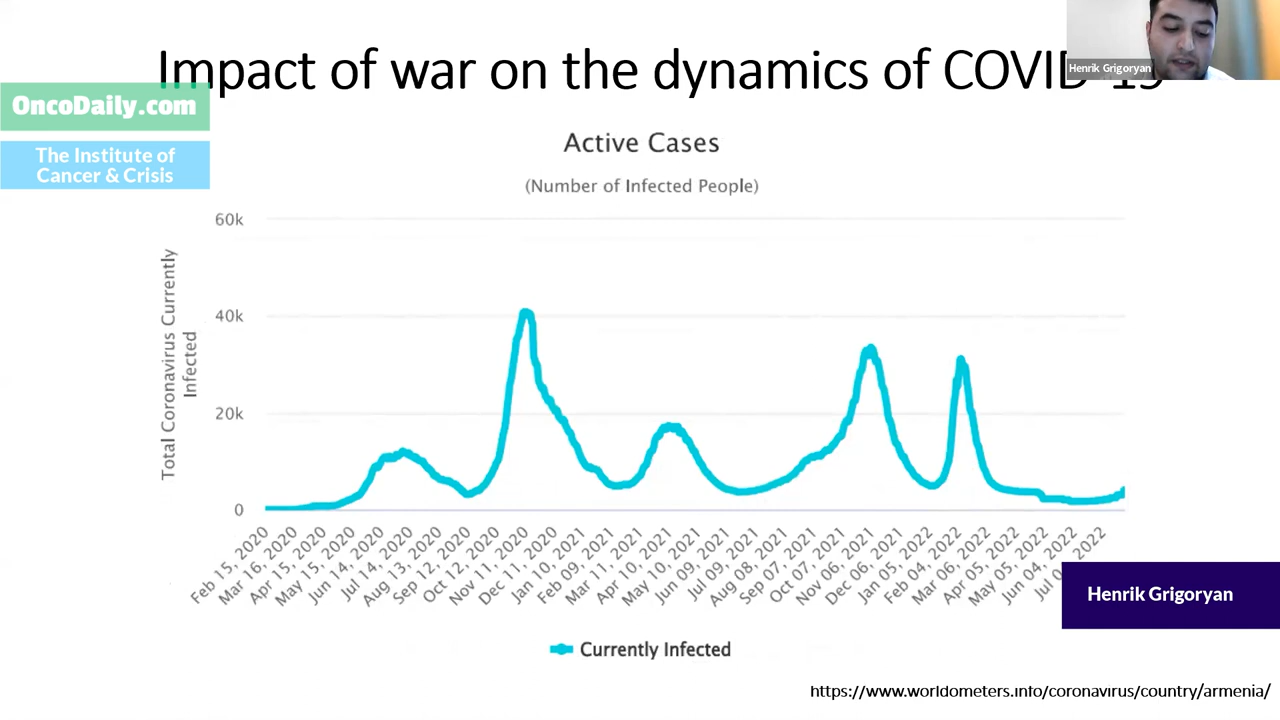 Impact of war on the dynamics of COVID-19
Henrik Grigoryan
OncoDaily.com
The Institute of
Cancer & Crisis
Active Cases
(Number of Infected People)
Total Coronavirus Currently
Infected
60k
40k
20k
0
Feb 15, 2020
Mar 16, 2020
Apr 15, 2020
May 15, 2020
Jun 14, 2020
Jul 14, 2020
Aug 13, 2020
Sep 12, 2020
Oct 12, 2020
Nov 11, 2020
Dec 11, 2020
Jan 10, 2021
Feb 09, 2021
Mar 11, 2021
Apr 10, 2021
May 10, 2021
Jun 09, 2021
Jul 09, 2021
Aug 08, 2021
Sep 07, 2021
Oct 07, 2021
Nov 06, 2021
Dec 06, 2021
Jan 05, 2022
Feb 04, 2022
Mar 06, 2022
Apr 05, 2022
May 05, 2022
Jun 04, 2022
Jul 2022
Henrik Grigoryan
Currently Infected
https://www.worldometers.info/coronavirus/country/armenia/